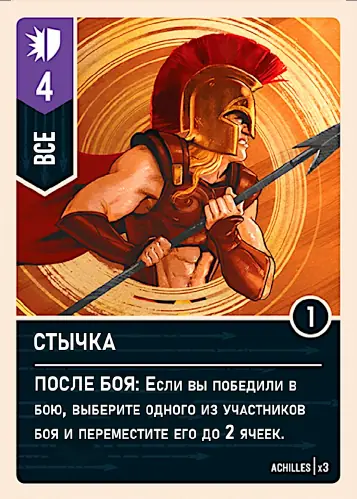 4
ВСЕ
1
СТЫЧКА
ПОСЛЕ БОЯ: Если вы победили в
бою, выберите одного из участников
боя и переместите его до 2 ячеек.
ACHILLES | x3